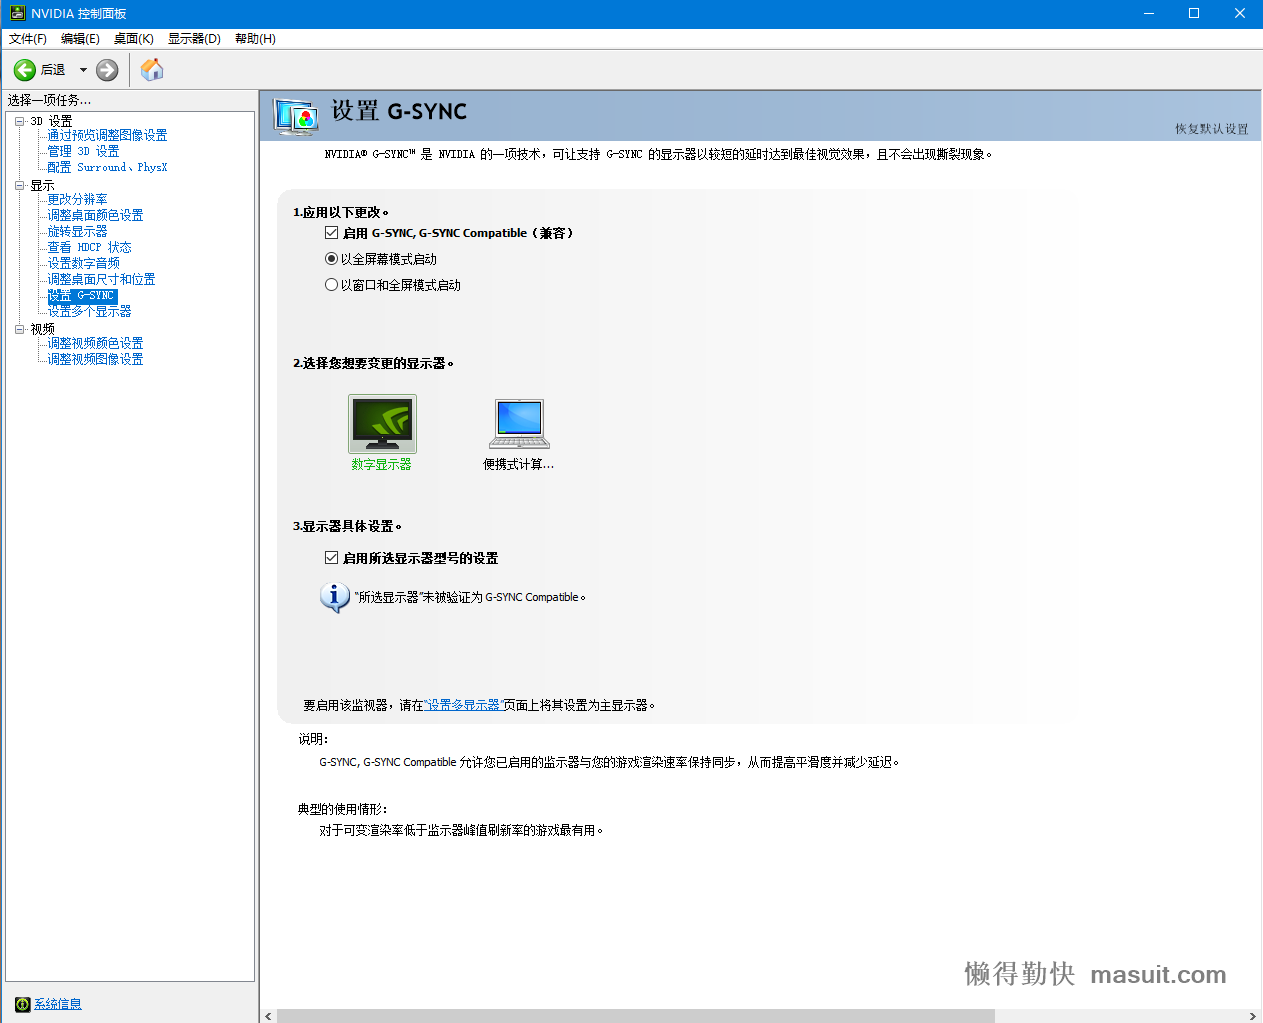 NVIDIA 控制面板
文件(F) 编辑(E) 桌面(K) 显示器(D) 帮助(H)
后退
选择一项任务...
3D 设置
通过预览调整图像设置
管理 3D 设置
配置 Surround、PhysX
显示
更改分辨率
调整桌面颜色设置
旋转显示器
查看 HDCP 状态
设置数字音频
调整桌面尺寸和位置
设置 G-SYNC
设置多个显示器
视频
调整视频颜色设置
调整视频图像设置
系统信息
设置 G-SYNC
恢复默认设置
NVIDIA® G-SYNC™ 是 NVIDIA 的一项技术，可让支持 G-SYNC 的显示器以较短的延时达到最佳视觉效果，且不会出现撕裂现象。
1.应用以下更改。
启用 G-SYNC, G-SYNC Compatible（兼容）
以全屏幕模式启动
以窗口和全屏模式启动
2.选择您想要变更的显示器。
数字显示器 便携式计算...
3.显示器具体设置。
启用所选显示器型号的设置
“所选显示器”未被验证为 G-SYNC Compatible。
要启用该监视器，请在“设置多显示器”页面上将其设置为主显示器。
说明：
G-SYNC, G-SYNC Compatible 允许您已启用的监示器与您的游戏渲染速率保持同步，从而提高平滑度并减少延迟。
典型的使用情形：
对于可变渲染率低于监示器峰值刷新率的游戏最有用。
懒得勤快 masuit.com